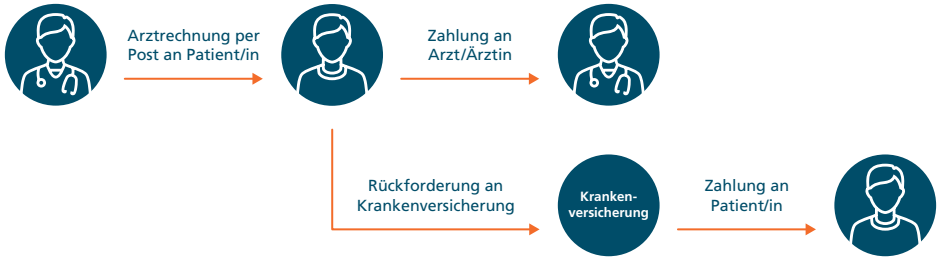 Arztrechnung per
Post an Patient/in
Zahlung an
Arzt/Ärztin
Rückforderung an
Krankenversicherung
Kranken-
versicherung
Zahlung an
Patient/in